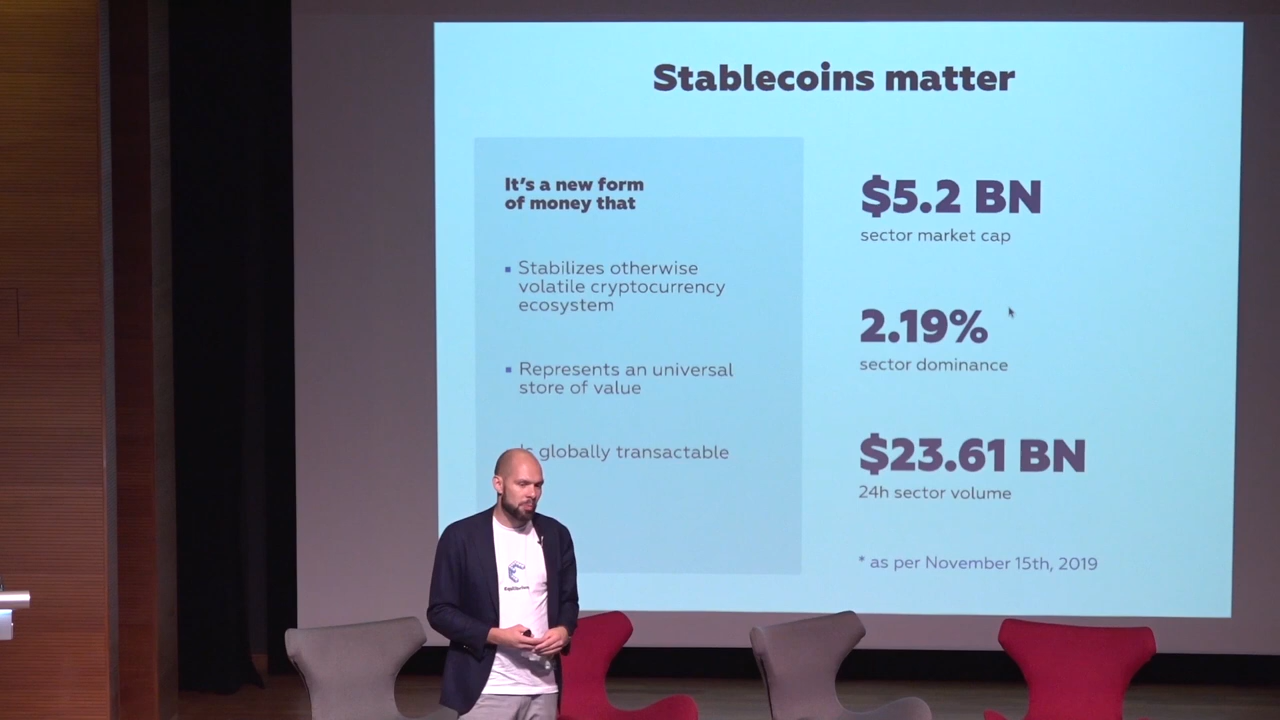 Stablecoins matter
It's a new form
of money that
▪ Stabilizes otherwise
volatile cryptocurrency
ecosystem
▪ Represents an universal
store of value
Is globally transactable
$5.2 BN
sector market cap
2.19%
sector dominance
$23.61 BN
24h sector volume
* as per November 15th, 2019